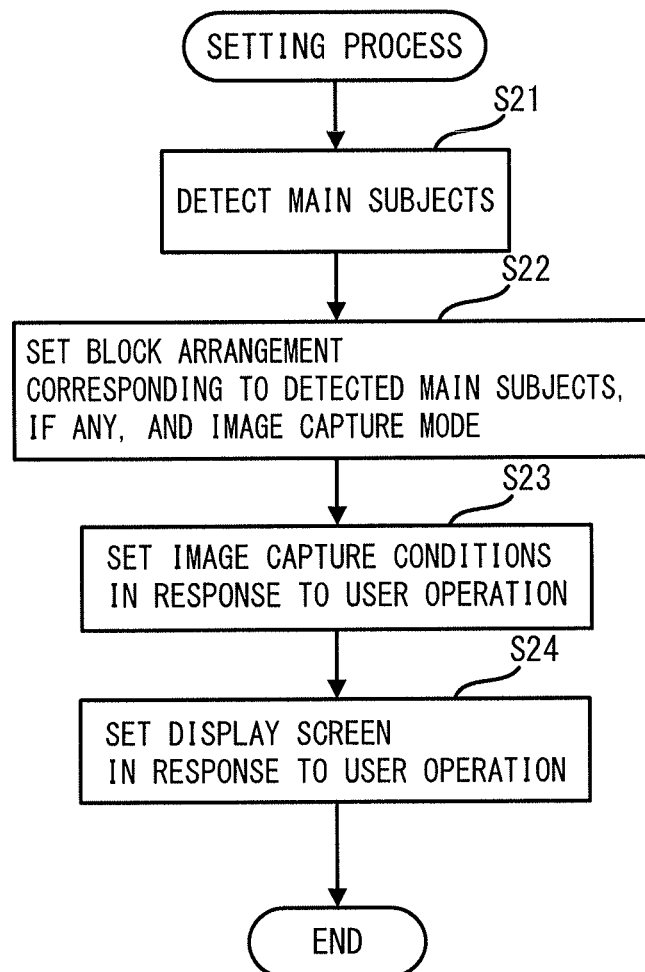 SETTING PROCESS
S21
DETECT MAIN SUBJECTS
S22
SET BLOCK ARRANGEMENT
CORRESPONDING TO DETECTED MAIN SUBJECTS,
IF ANY, AND IMAGE CAPTURE MODE
S23
SET IMAGE CAPTURE CONDITIONS
IN RESPONSE TO USER OPERATION
S24
SET DISPLAY SCREEN
IN RESPONSE TO USER OPERATION
END